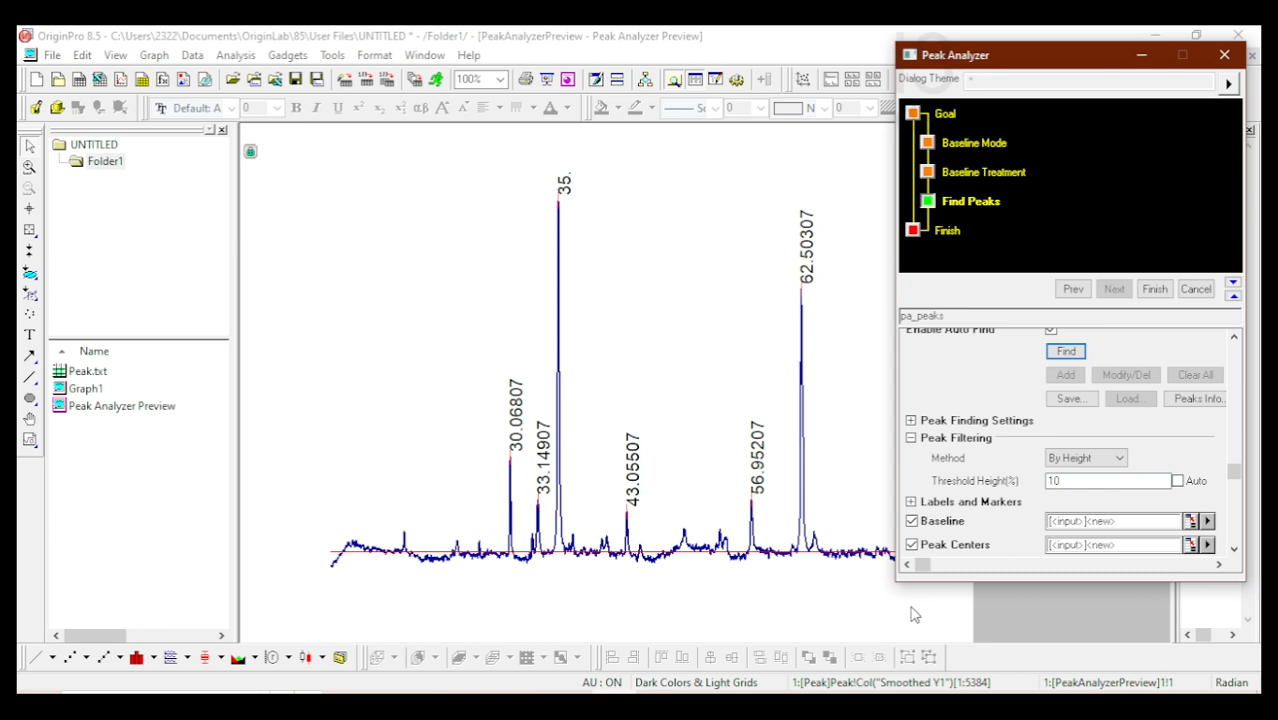 OriginPro 8.5 - C:\Users\2322\Documents\OriginLab\85\User Files\UNTITLED * - /Folder1/ - [PeakAnalyzerPreview - Peak Analyzer Preview]
File Edit View Graph Data Analysis Gadgets Tools Format Window Help
100%
Default: A 0 B I U αβ A A A 0 N 0
UNTITLED
Folder1
Name
Peak.txt
Graph1
Peak Analyzer Preview
30.06807
33.14907
35.
43.05507
56.95207
62.50307
Peak Analyzer
Dialog Theme *
Goal
Baseline Mode
Baseline Treatment
Find Peaks
Finish
Prev Next Finish Cancel
pa_peaks
Enable Auto Find
Find
Add Modify/Del Clear All
Save... Load... Peaks Info..
Peak Finding Settings
Peak Filtering
Method By Height
Threshold Height(%) 10 Auto
Labels and Markers
Baseline [<input>]<new>
Peak Centers [<input>]<new>
AU : ON Dark Colors & Light Grids 1:[Peak]Peak!Col("Smoothed Y1")[1:5384] 1:[PeakAnalyzerPreview]1!1 Radian